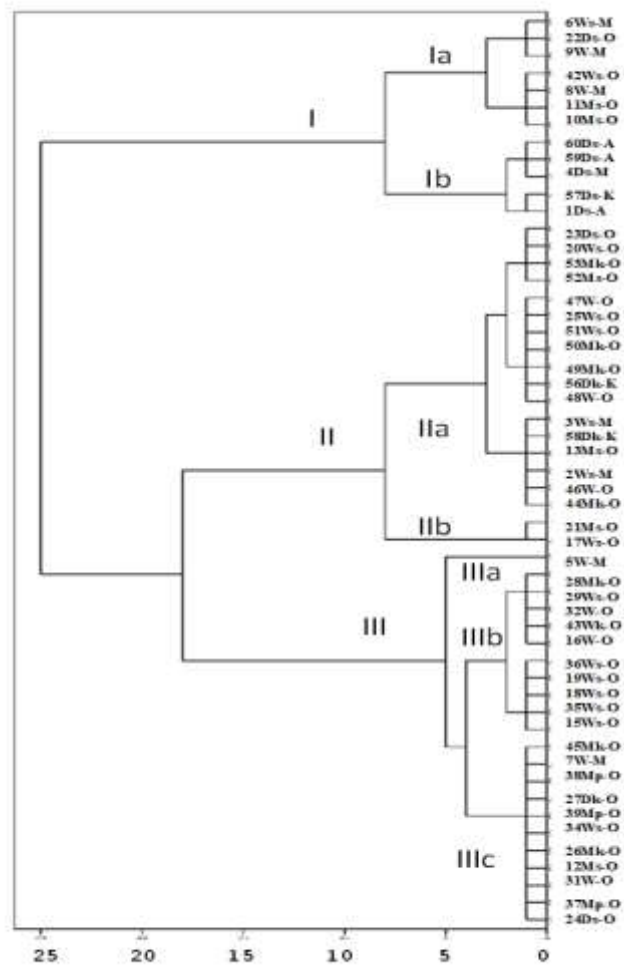 6Ws-M
22Ds-O
9W-M
Ia
42Ws-O
8W-M
11Ms-O
10Ms-O
I
60Ds-A
59Ds-A
4Ds-M
Ib
57Ds-K
1Ds-A
23Ds-O
20Ws-O
53Mk-O
52Ms-O
47W-O
25Ws-O
51Ws-O
50Mk-O
49Mk-O
56Dk-K
48W-O
3Ws-M
IIa
58Dk-K
II
13Ms-O
2Ws-M
46W-O
44Mk-O
21Ms-O
IIb
17Ws-O
5W-M
IIIa
28Mk-O
29Ws-O
32W-O
43Wk-O
III
IIIb
16W-O
36Ws-O
19Ws-O
18Ws-O
35Ws-O
15Ws-O
45Mk-O
7W-M
38Mp-O
27Dk-O
39Mp-O
34Ws-O
26Mk-O
IIIc
12Ms-O
31W-O
37Mp-O
24Ds-O
25 20 15 10 5 0